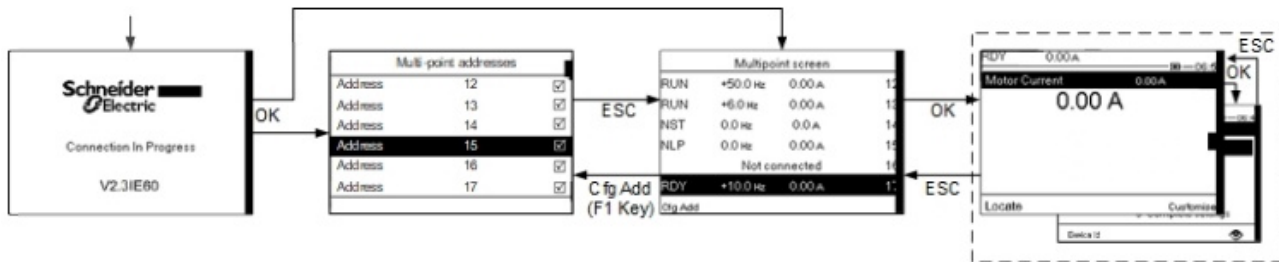 Schneider
Electric
Connection In Progress
V2.3IE60
OK
Multi-point addresses
Address 12
Address 13
Address 14
Address 15
Address 16
Address 17
ESC
Cfg Add
(F1 Key)
Multipoint screen
RUN +50.0 Hz 0.00 A 12
RUN +6.0 Hz 0.00 A 13
NST 0.0 Hz 0.0 A 14
NLP 0.0 Hz 0.00 A 15
Not connected 16
RDY +10.0 Hz 0.00 A 17
Cfg Add
OK
ESC
RDY 0.00 A
Motor Current 0.00 A
0.00 A
Locate Customise
Device Id
ESC
OK